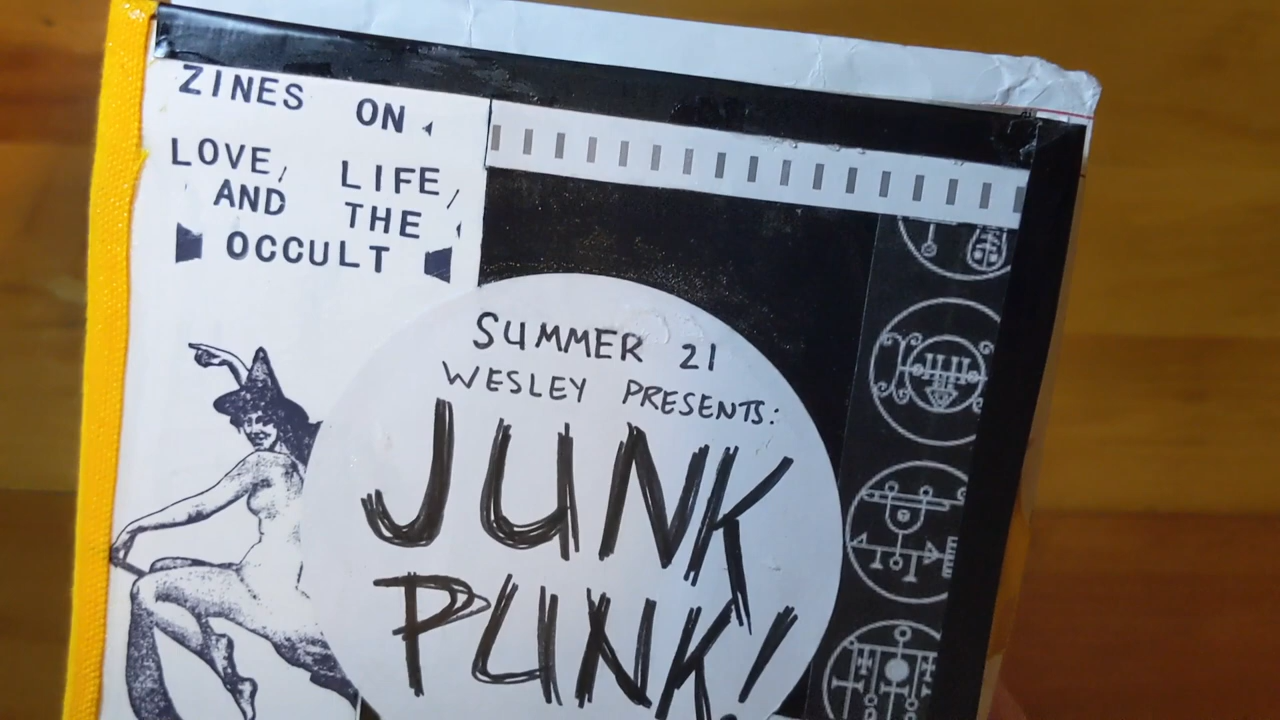 ZINES ON
LOVE, LIFE,
AND THE
OCCULT
SUMMER 21
WESLEY PRESENTS:
JUNK
PUNK!